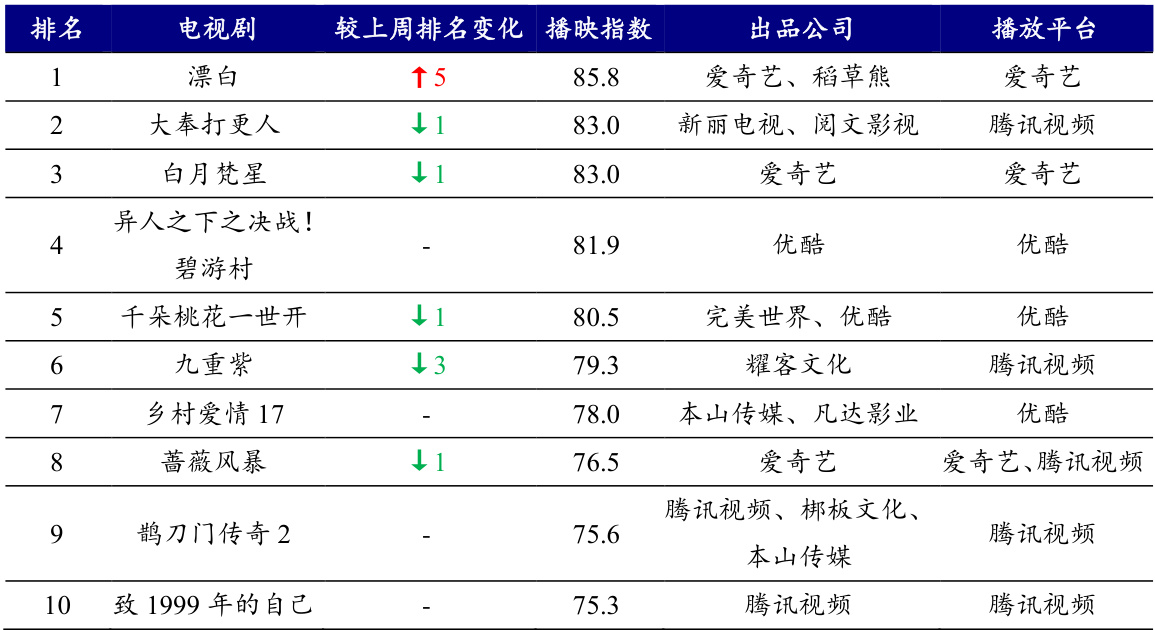 排名 电视剧 较上周排名变化 播映指数 出品公司 播放平台
1 漂白 ↑5 85.8 爱奇艺、稻草熊 爱奇艺
2 大奉打更人 ↓1 83.0 新丽电视、阅文影视 腾讯视频
3 白月梵星 ↓1 83.0 爱奇艺 爱奇艺
4 异人之下之决战！ - 81.9 优酷 优酷
碧游村
5 千朵桃花一世开 ↓1 80.5 完美世界、优酷 优酷
6 九重紫 ↓3 79.3 耀客文化 腾讯视频
7 乡村爱情 17 - 78.0 本山传媒、凡达影业 优酷
8 蔷薇风暴 ↓1 76.5 爱奇艺 爱奇艺、腾讯视频
9 鹊刀门传奇 2 - 75.6 腾讯视频、梆板文化、 腾讯视频
本山传媒
10 致 1999 年的自己 - 75.3 腾讯视频 腾讯视频